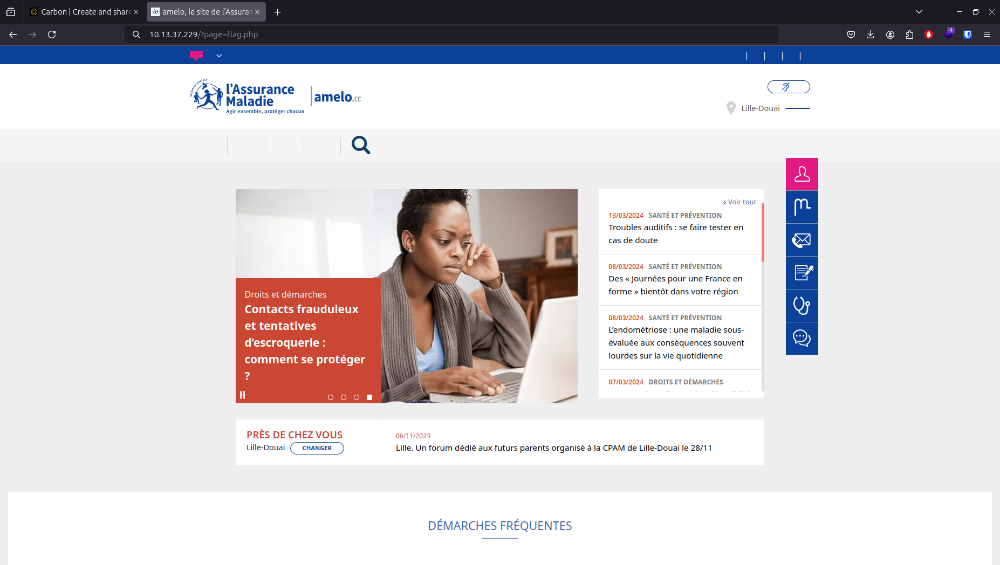 Carbon | Create and share
amelo, le site de l'Assuran
10.13.37.229/?page=flag.php
4
SÉCURITÉ SOCIALE
l'Assurance
Maladie
Agir ensemble, protéger chacun
amelo.cc
Lille-Douai
Droits et démarches
Contacts frauduleux
et tentatives
d'escroquerie :
comment se protéger
?
Voir tout
13/03/2024 SANTÉ ET PRÉVENTION
Troubles auditifs : se faire tester en
cas de doute
08/03/2024 SANTÉ ET PRÉVENTION
Des « Journées pour une France en
forme » bientôt dans votre région
08/03/2024 SANTÉ ET PRÉVENTION
L'endométriose : une maladie sous-
évaluée aux conséquences souvent
lourdes sur la vie quotidienne
07/03/2024 DROITS ET DÉMARCHES
PRÈS DE CHEZ VOUS
Lille-Douai CHANGER
06/11/2023
Lille. Un forum dédié aux futurs parents organisé à la CPAM de Lille-Douai le 28/11
DÉMARCHES FRÉQUENTES